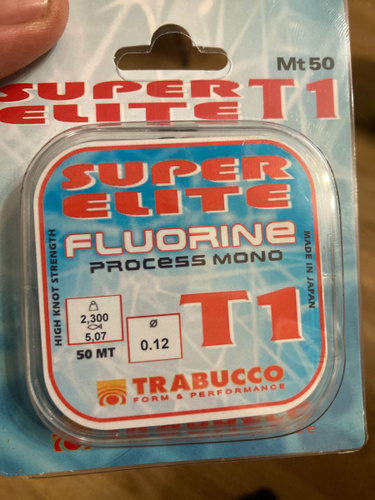 Mt 50
SUPER
ELITE T1
SUPER
ELITE
FLUORINE
PROCESS MONO
HIGH KNOT STRENGTH
MADE IN JAPAN
T1
2,300
5,07
50 MT
Ø
0.12
TRABUCCO
FORM & PERFORMANCE